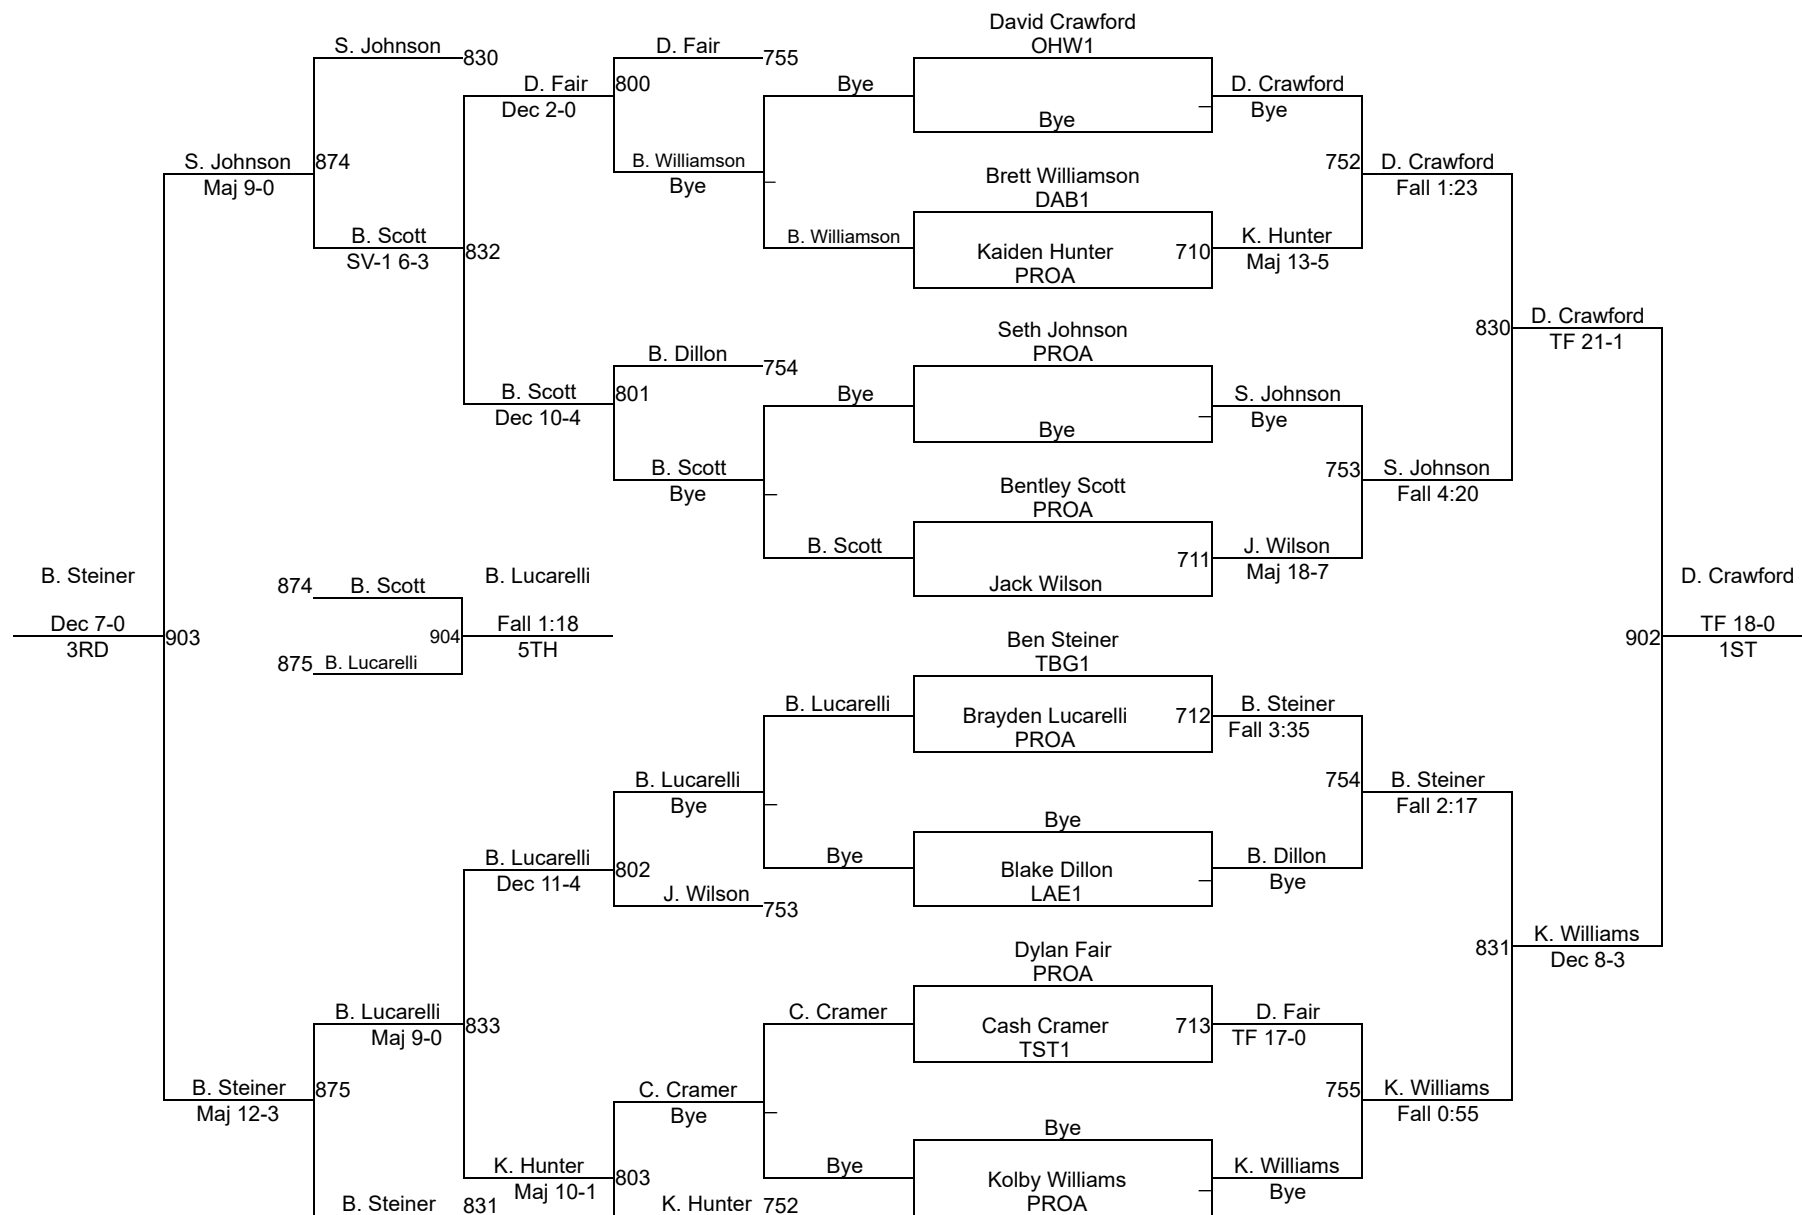 David Crawford
S. Johnson 830 D. Fair 755 OHW1
D. Fair 800 Bye D. Crawford
Dec 2-0 Bye Bye
S. Johnson 874 B. Williamson 752 D. Crawford
Maj 9-0 Bye Brett Williamson Fall 1:23
DAB1
B. Scott 832 B. Williamson Kaiden Hunter 710 K. Hunter
SV-1 6-3 PROA Maj 13-5
Seth Johnson 830 D. Crawford
B. Dillon 754 PROA TF 21-1
B. Scott 801 Bye S. Johnson
Dec 10-4 Bye Bye
B. Scott 753 S. Johnson
Bye Bentley Scott Fall 4:20
PROA
B. Scott 711 J. Wilson
Maj 18-7
B. Steiner 874 B. Scott B. Lucarelli Jack Wilson D. Crawford
Dec 7-0 903 904 Fall 1:18 902 TF 18-0
3RD 5TH Ben Steiner 1ST
875 B. Lucarelli TBG1
B. Lucarelli Brayden Lucarelli 712 B. Steiner
PROA Fall 3:35
B. Lucarelli 754 B. Steiner
Bye Bye Fall 2:17
B. Lucarelli 802 Bye Blake Dillon B. Dillon
Dec 11-4 LAE1 Bye
J. Wilson 753
Dylan Fair 831 K. Williams
PROA Dec 8-3
B. Lucarelli 833 C. Cramer Cash Cramer 713 D. Fair
Maj 9-0 TST1 TF 17-0
B. Steiner 875 C. Cramer 755 K. Williams
Maj 12-3 Bye Bye Fall 0:55
K. Hunter 803 Bye Kolby Williams K. Williams
Maj 10-1 PROA Bye
B. Steiner 831 K. Hunter 752